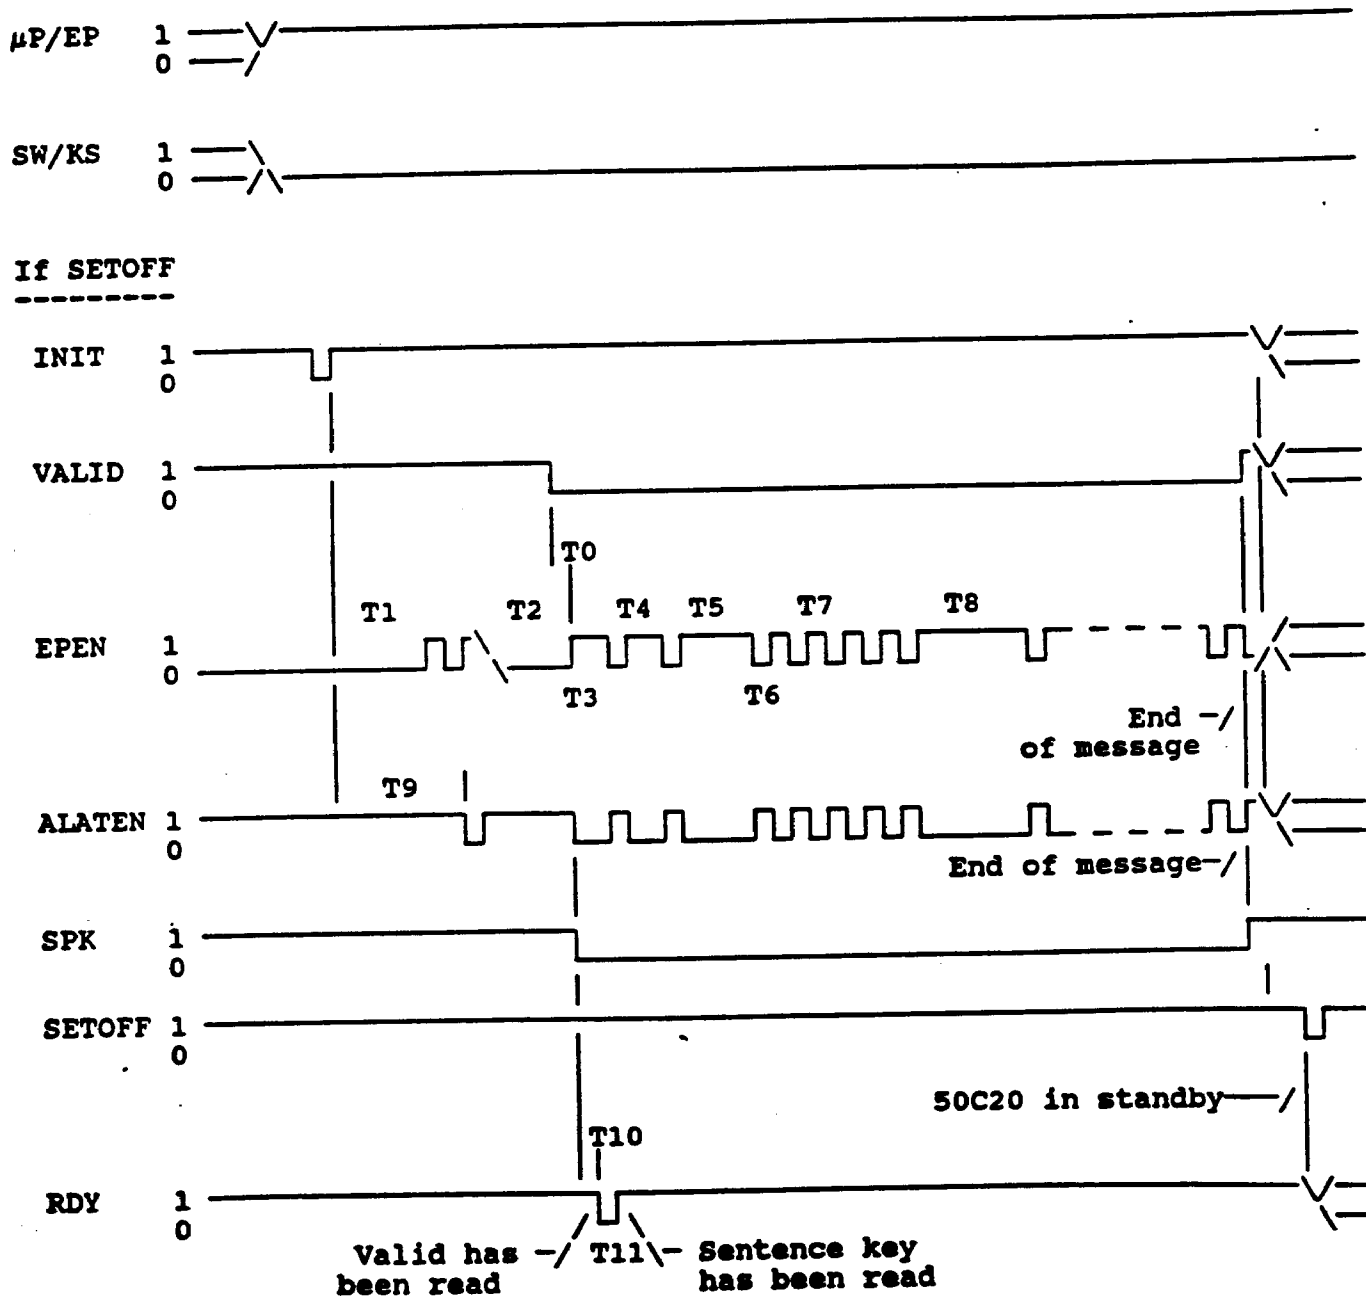 µP/EP 1
0
SW/KS 1
0
If SETOFF
INIT 1
0
VALID 1
0
T0
T1 T2 T4 T5 T7 T8
EPEN 1
0
T3 T6
End
of message
T9
ALATEN 1
0
End of message
SPK 1
0
SETOFF 1
0
50C20 in standby
T10
RDY 1
0
Valid has T11 Sentence key
been read has been read